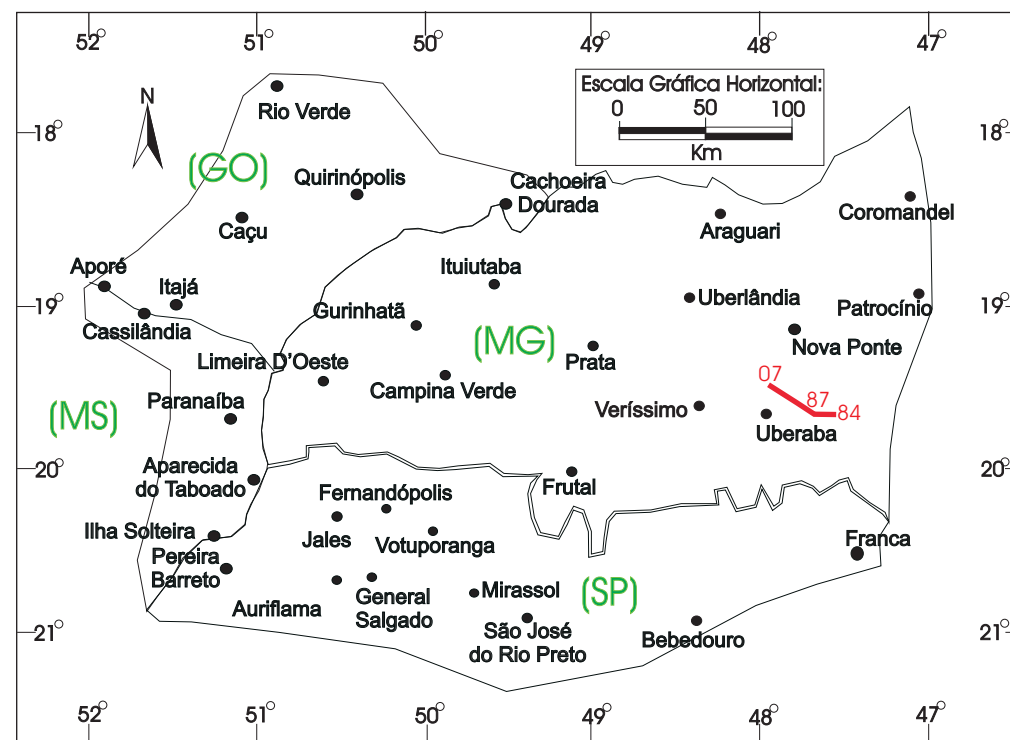 52° 51° 50° 49° 48° 47°
Escala Gráfica Horizontal:
0 50 100
Km
N
18° 18°
Rio Verde
(GO)
Quirinópolis
Cachoeira
Dourada
Coromandel
Caçu
Araguari
Aporé
Itajá
Ituiutaba
19° 19°
Uberlândia
Patrocínio
Cassilândia
Gurinhatã
(MG)
Nova Ponte
Limeira D'Oeste
Prata
Campina Verde
07
87
84
Paranaíba
(MS)
Veríssimo
Uberaba
20° 20°
Aparecida
do Taboado
Frutal
Fernandópolis
Ilha Solteira
Jales
Votuporanga
Franca
Pereira
Barreto
Mirassol
(SP)
Auriflama
General
Salgado
21° 21°
São José
do Rio Preto
Bebedouro
52° 51° 50° 49° 48° 47°